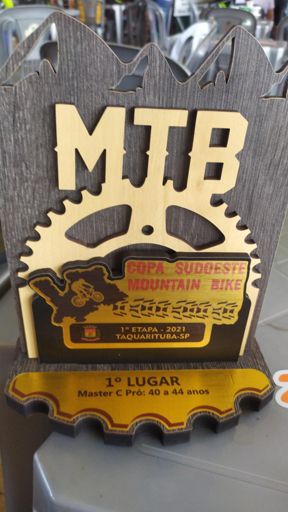 MTB
COPA SUDOESTE
MOUNTAIN BIKE
1ª ETAPA - 2021
TAQUARITUBA-SP
1º LUGAR
Master C Pró: 40 a 44 anos